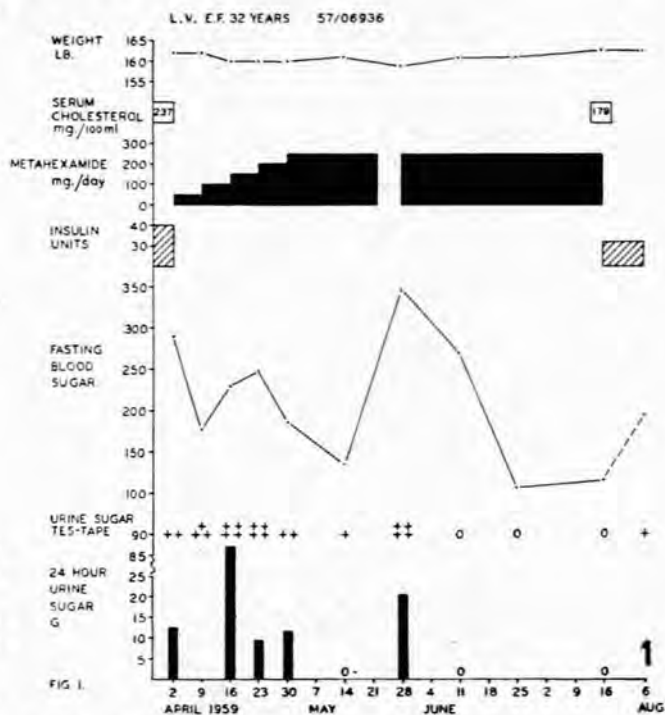 L.V. E.F. 32 YEARS 57/06936
WEIGHT
LB.
165
160
155
SERUM
CHOLESTEROL
mg/100ml
237
179
METAHEXAMIDE
mg./day
300
200
100
0
INSULIN
UNITS
40
30
FASTING
BLOOD
SUGAR
350
300
250
200
150
100
URINE SUGAR
TES-TAPE
+ ++ ++ ++
90 ++ ++ ++ ++ ++ + ++ O O O +
24 HOUR
URINE
SUGAR
G
85
25
20
15
10
5
O O O
FIG 1.
2 9 16 23 30 7 14 21 28 4 11 18 25 2 9 16 6
APRIL 1959 MAY JUNE AUG